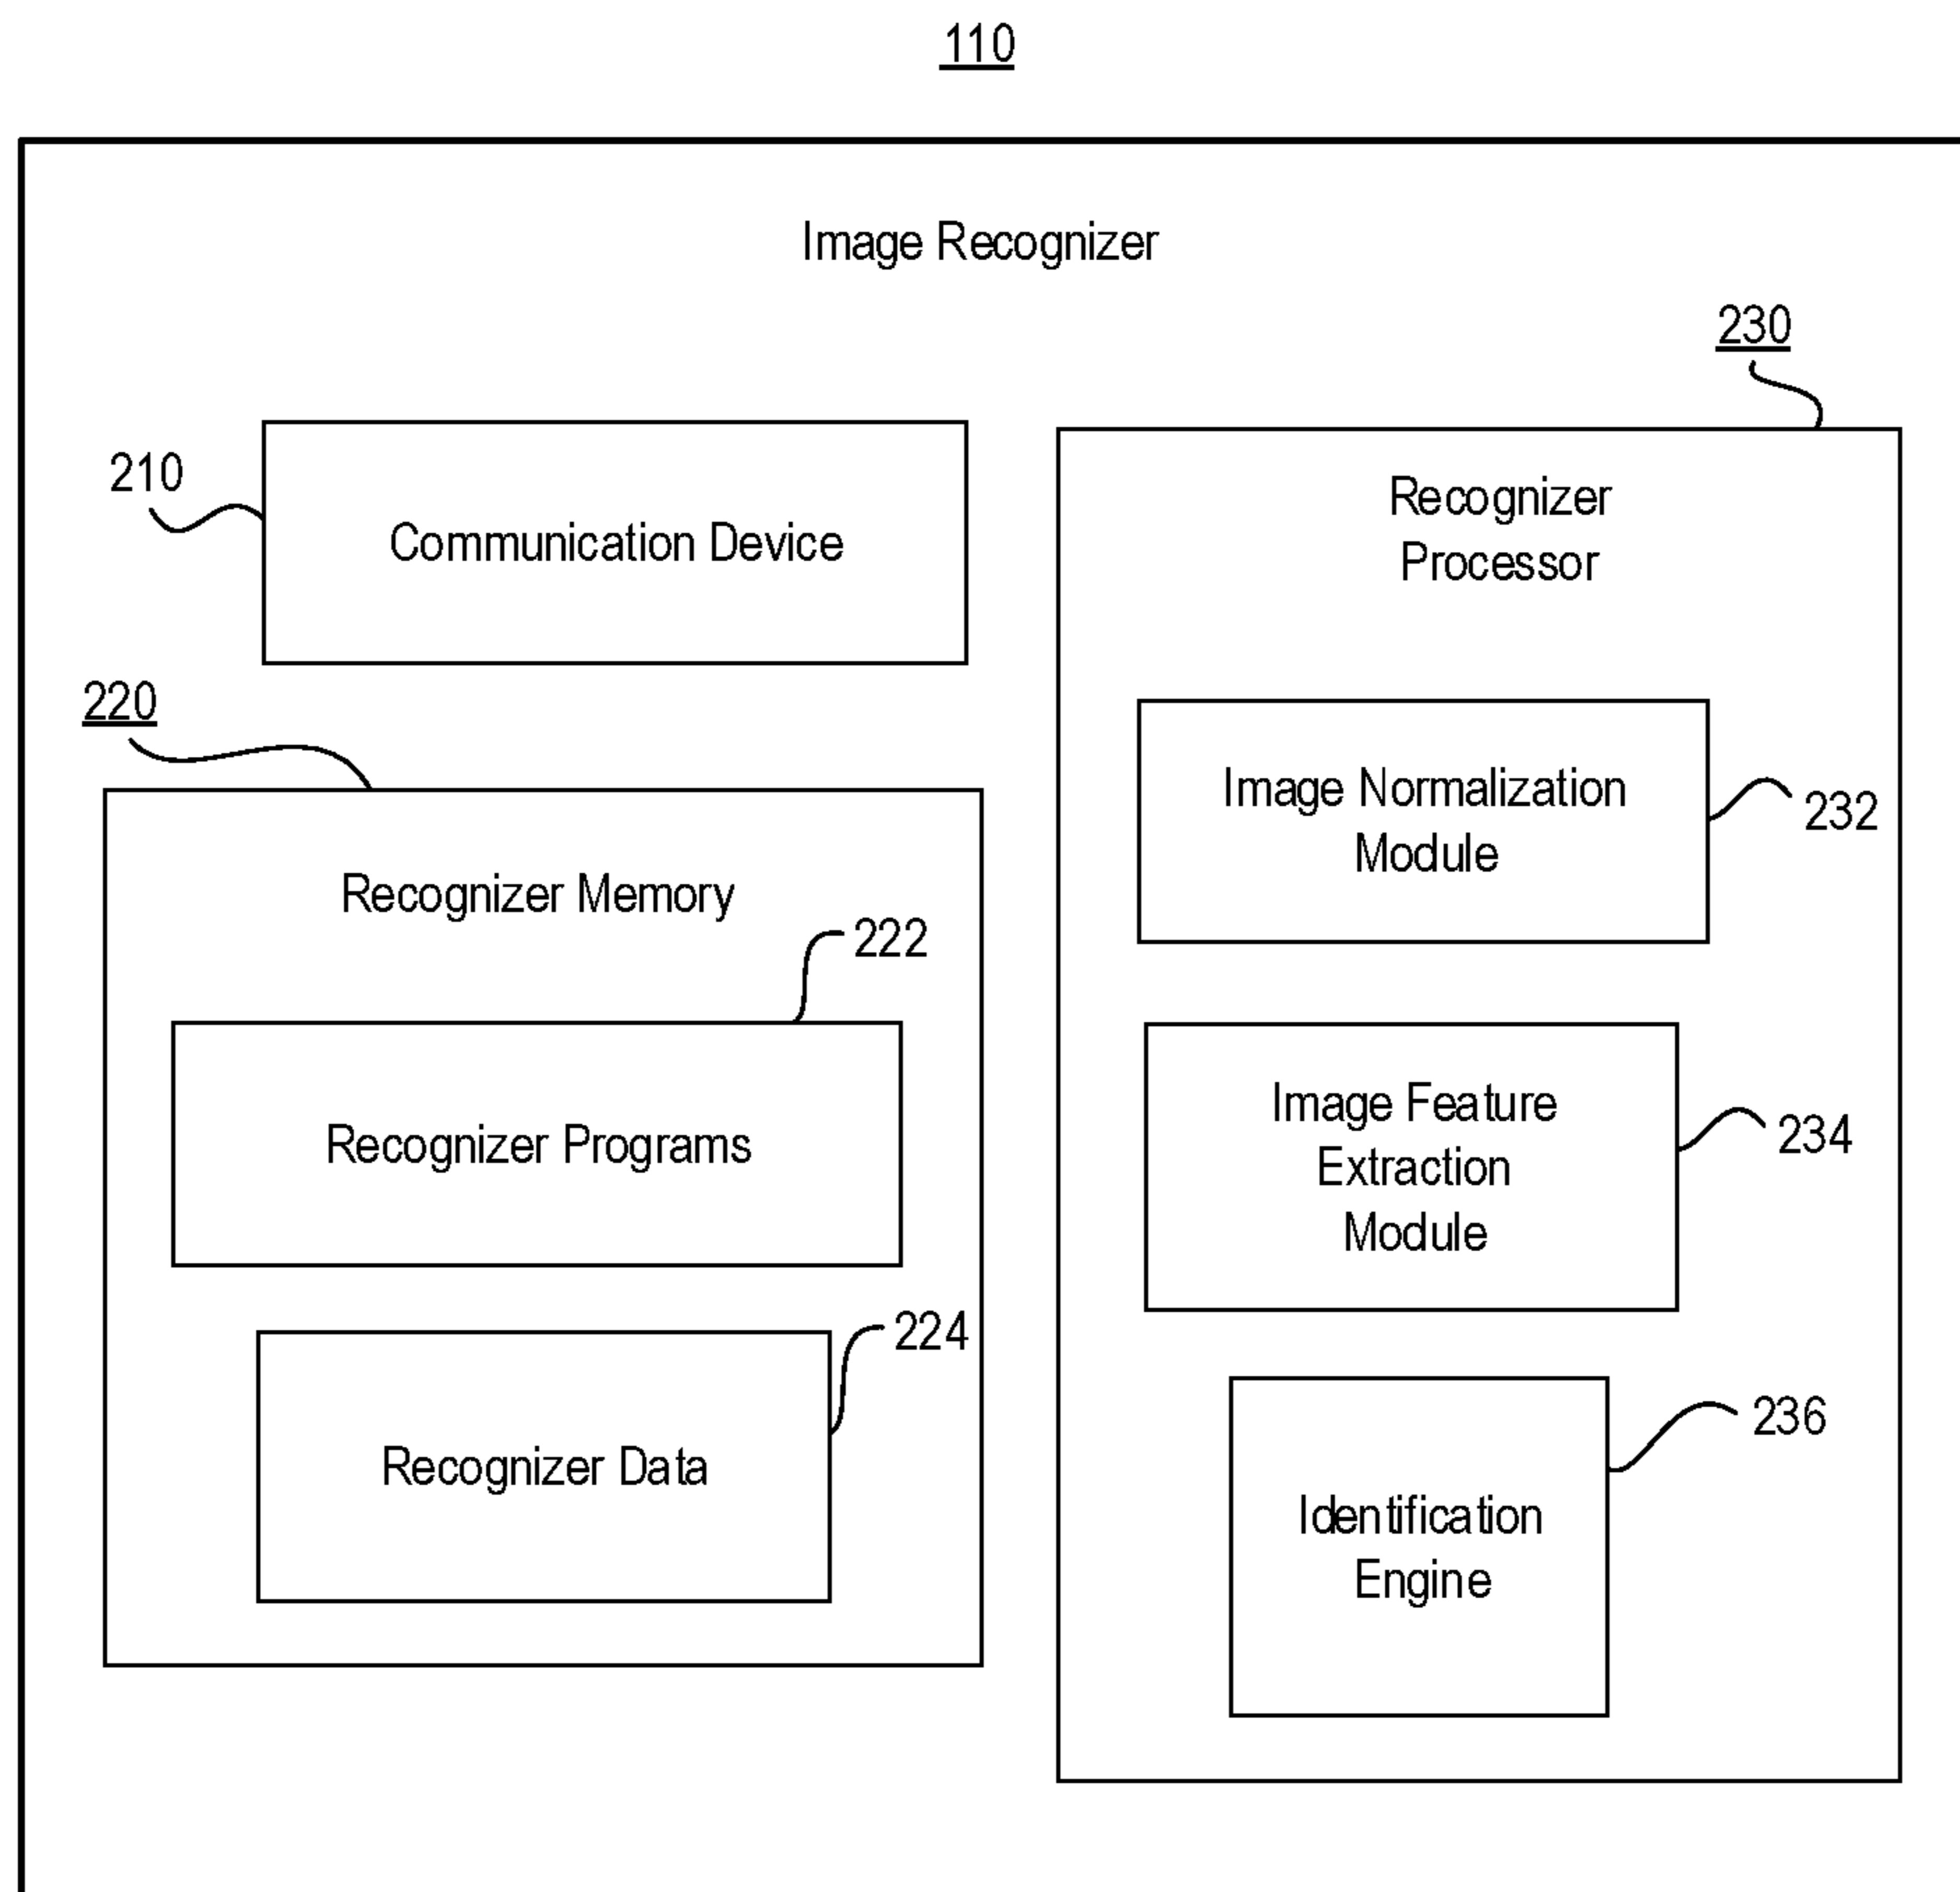 110
Image Recognizer
230
210
Communication Device
Recognizer
Processor
220
Image Normalization
Module
232
Recognizer Memory
222
Recognizer Programs
Image Feature
Extraction
Module
234
224
Recognizer Data
236
Identification
Engine